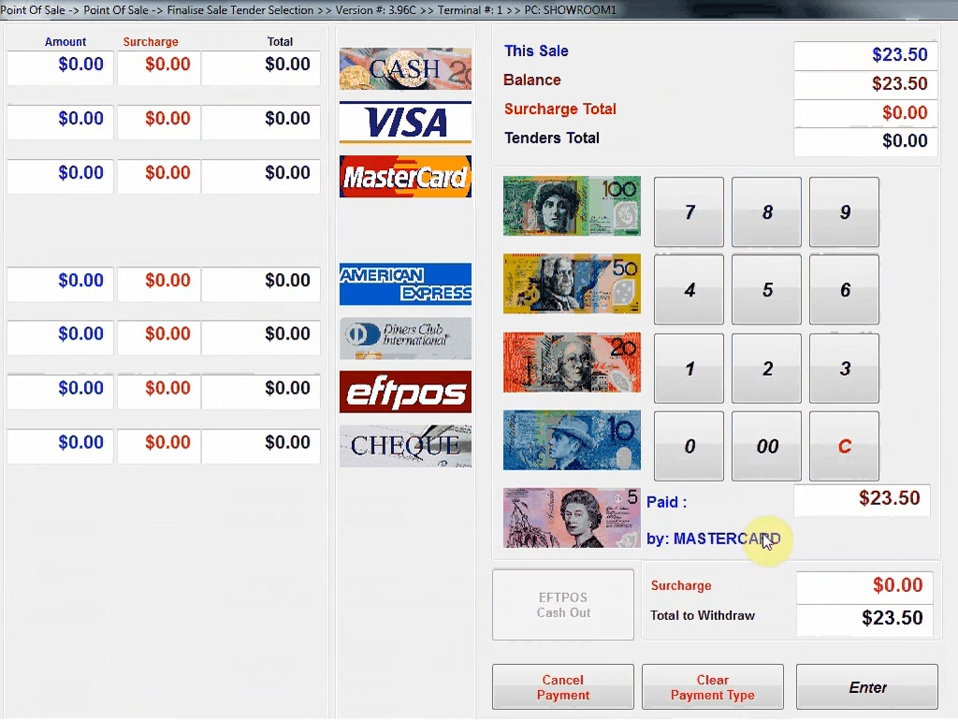 Point Of Sale -> Point Of Sale -> Finalise Sale Tender Selection >> Version #: 3.96C >> Terminal #: 1 >> PC: SHOWROOM1
Amount Surcharge Total
$0.00 $0.00 $0.00
$0.00 $0.00 $0.00
$0.00 $0.00 $0.00
$0.00 $0.00 $0.00
$0.00 $0.00 $0.00
$0.00 $0.00 $0.00
$0.00 $0.00 $0.00
CASH
VISA
MasterCard
AMERICAN
EXPRESS
Diners Club
International
eftpos
CHEQUE
This Sale $23.50
Balance $23.50
Surcharge Total $0.00
Tenders Total $0.00
100
50
20
10
5
7 8 9
4 5 6
1 2 3
0 00 C
Paid : $23.50
by: MASTERCARD
EFTPOS
Cash Out
Surcharge $0.00
Total to Withdraw $23.50
Cancel
Payment
Clear
Payment Type
Enter